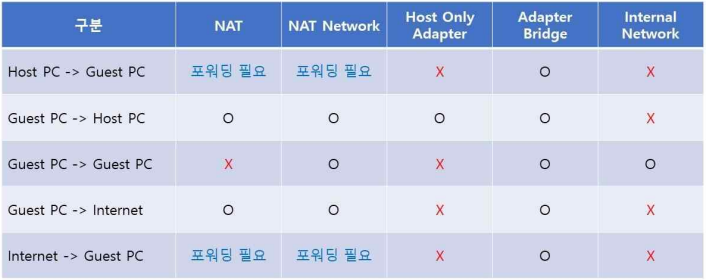 구분 NAT NAT Network Host Only Adapter Adapter Bridge Internal Network
Host PC -> Guest PC 포워딩 필요 포워딩 필요 X O X
Guest PC -> Host PC O O O O X
Guest PC -> Guest PC X O X O O
Guest PC -> Internet O O X O X
Internet -> Guest PC 포워딩 필요 포워딩 필요 X O X